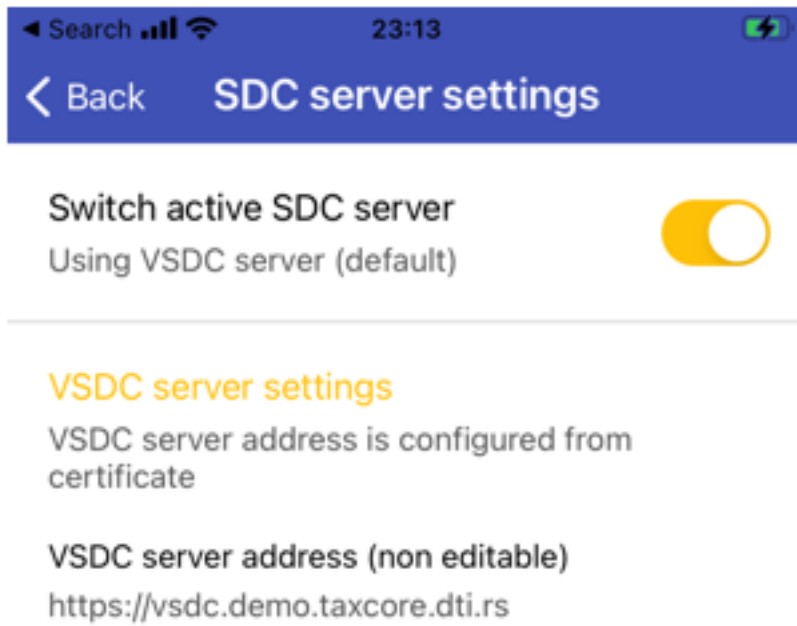 Search
23:13
Back
SDC server settings
Switch active SDC server
Using VSDC server (default)
VSDC server settings
VSDC server address is configured from
certificate
VSDC server address (non editable)
https://vsdc.demo.taxcore.dti.rs